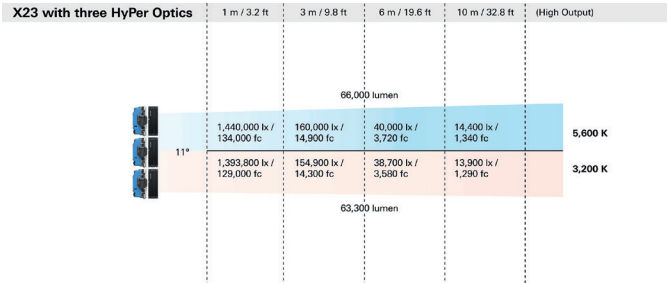 X23 with three HyPer Optics
1 m / 3.2 ft
3 m / 9.8 ft
6 m / 19.6 ft
10 m / 32.8 ft
(High Output)
66,000 lumen
11°
1,440,000 lx /
134,000 fc
160,000 lx /
14,900 fc
40,000 lx /
3,720 fc
14,400 lx /
1,340 fc
5,600 K
1,393,800 lx /
129,000 fc
154,900 lx /
14,300 fc
38,700 lx /
3,580 fc
13,900 lx /
1,290 fc
3,200 K
63,300 lumen